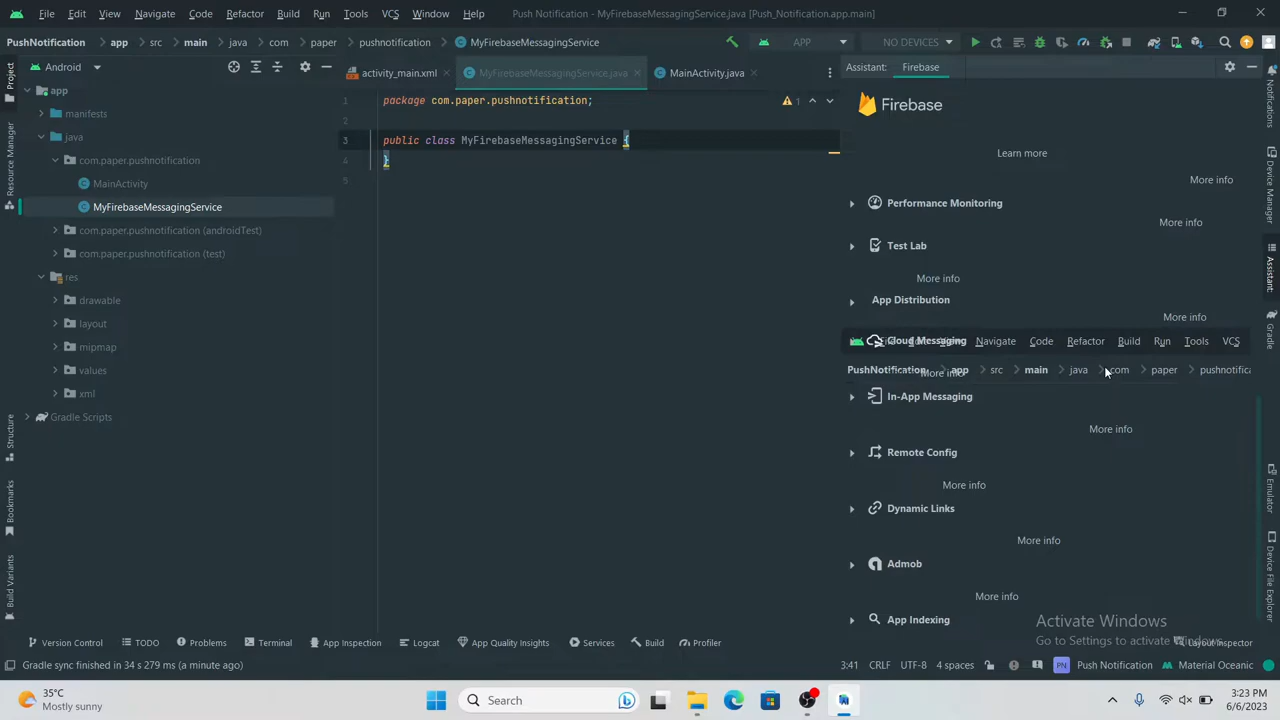 File Edit View Navigate Code Refactor Build Run Tools VCS Window Help Push Notification - MyFirebaseMessagingService.java [Push_Notification.app.main]
PushNotification app src main java com paper pushnotification MyFirebaseMessagingService APP NO DEVICES
Android
activity_main.xml MyFirebaseMessagingService.java MainActivity.java
Assistant: Firebase
Project
Resource Manager
Structure
Bookmarks
Build Variants
app
manifests
java
com.paper.pushnotification
MainActivity
MyFirebaseMessagingService
com.paper.pushnotification (androidTest)
com.paper.pushnotification (test)
res
drawable
layout
mipmap
values
xml
Gradle Scripts
1 package com.paper.pushnotification; 1
2
3 public class MyFirebaseMessagingService {
4 }
5
Firebase
Learn more
More info
Performance Monitoring
More info
Test Lab
More info
App Distribution
More info
Cloud Messaging Navigate Code Refactor Build Run Tools VCS
PushNotification app src main java com paper pushnotifica
More info
In-App Messaging
More info
Remote Config
More info
Dynamic Links
More info
Admob
More info
App Indexing
Notifications
Device Manager
Assistant
Gradle
Emulator
Device File Explorer
Activate Windows
Go to Settings to activate Windows.
Version Control TODO Problems Terminal App Inspection Logcat App Quality Insights Services Build Profiler Layout Inspector
Gradle sync finished in 34 s 279 ms (a minute ago) 3:41 CRLF UTF-8 4 spaces PN Push Notification Material Oceanic
35°C
Mostly sunny
Search
3:23 PM
6/6/2023